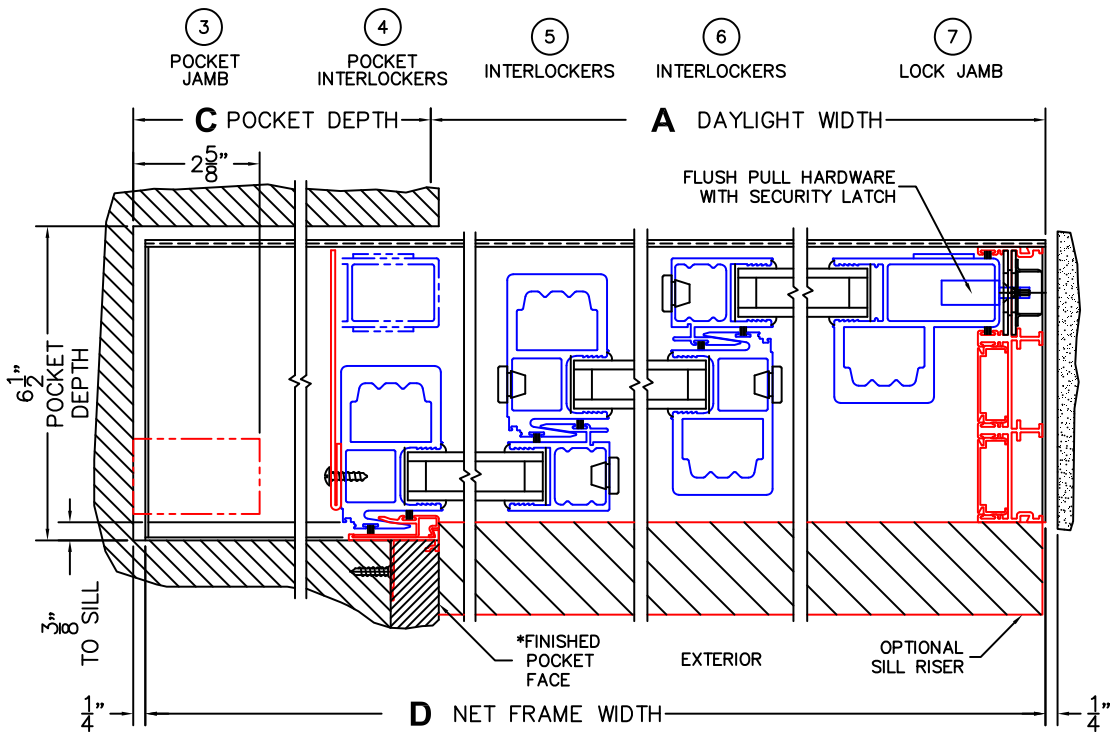 3
POCKET
JAMB
4
POCKET
INTERLOCKERS
5
INTERLOCKERS
6
INTERLOCKERS
7
LOCK JAMB
C POCKET DEPTH
A DAYLIGHT WIDTH
2 5/8"
FLUSH PULL HARDWARE
WITH SECURITY LATCH
6 1/2"
POCKET
DEPTH
3/8"
TO SILL
*FINISHED
POCKET
FACE
EXTERIOR
OPTIONAL
SILL RISER
1/4"
D NET FRAME WIDTH
1/4"